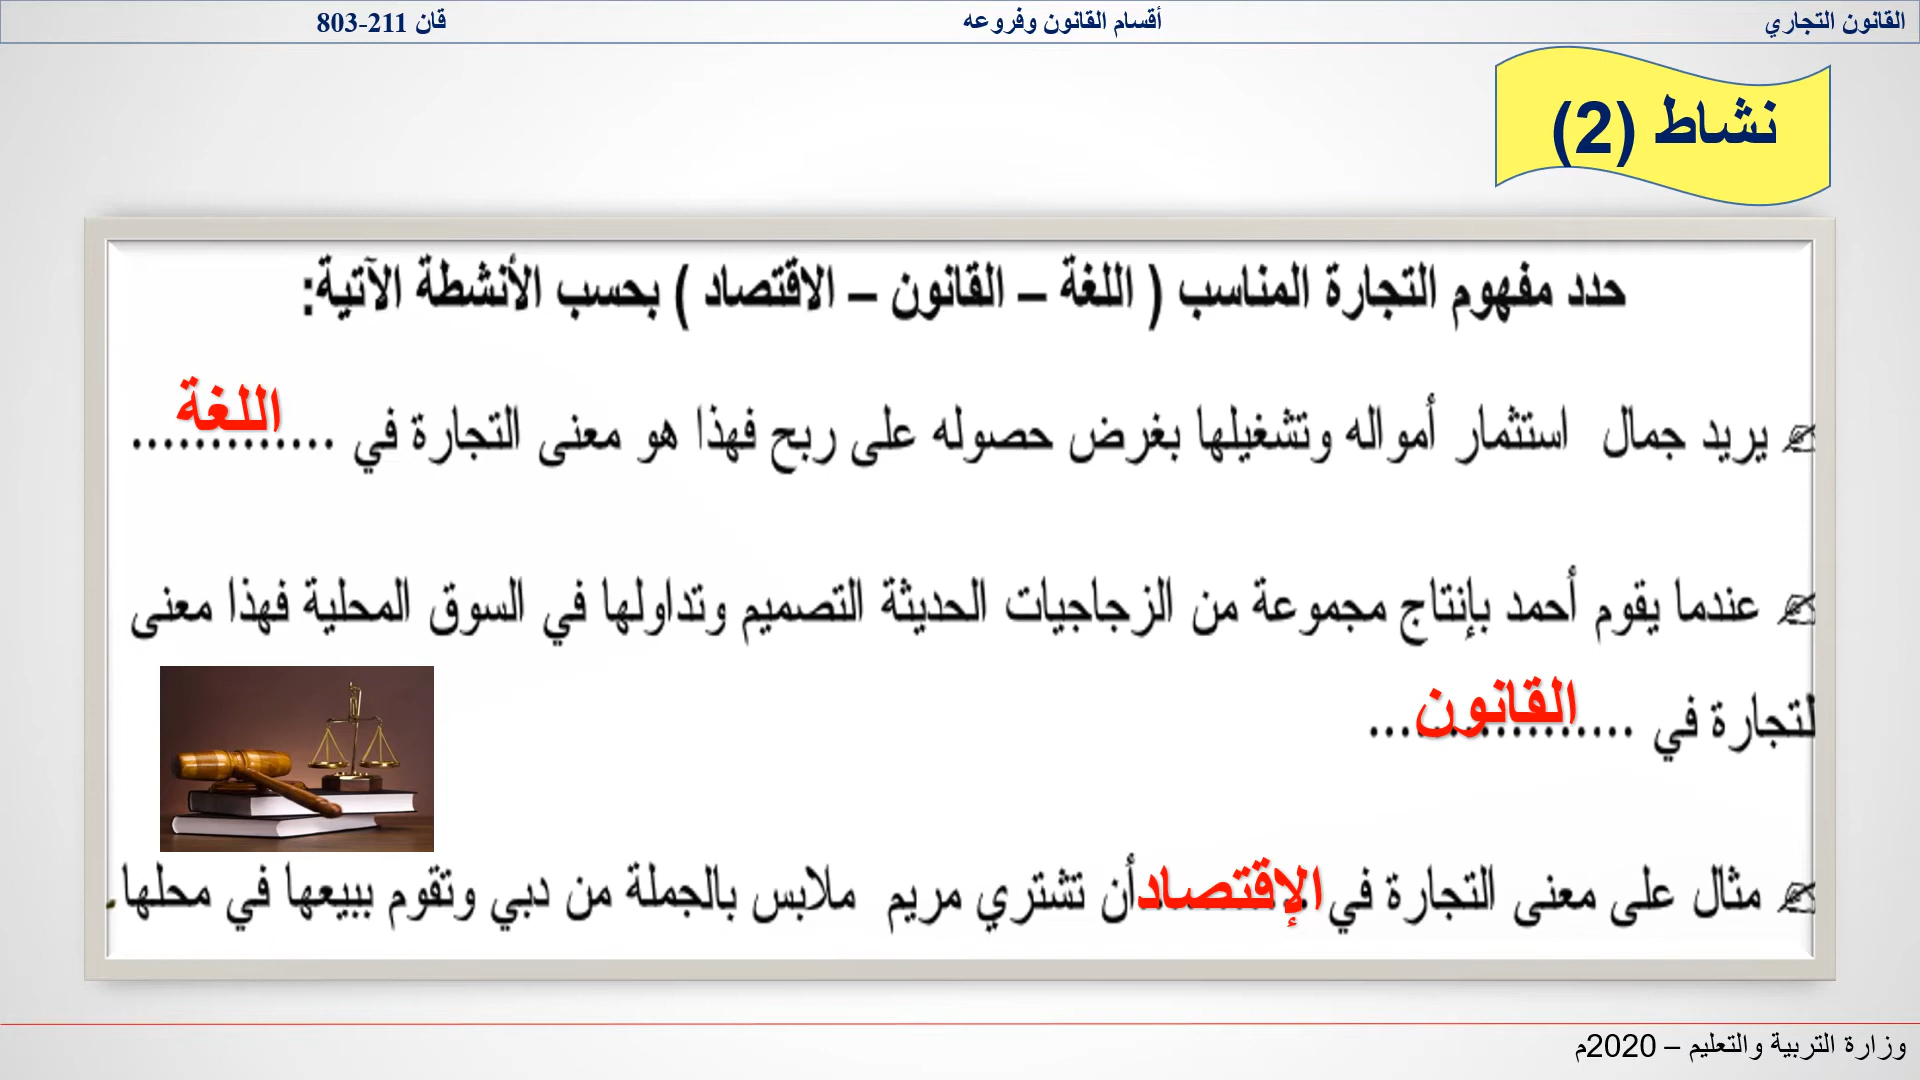 القانون التجاري
أقسام القانون وفروعه
قان 211-803
نشاط (2)
حدد مفهوم التجارة المناسب ( اللغة – القانون – الاقتصاد ) بحسب الأنشطة الآتية:
يريد جمال استثمار أمواله وتشغيلها بغرض حصوله على ربح فهذا هو معنى التجارة في ............. اللغة
عندما يقوم أحمد بإنتاج مجموعة من الزجاجيات الحديثة التصميم وتداولها في السوق المحلية فهذا معنى
لتجارة في ................. القانون
مثال على معنى التجارة في الإقتصاد أن تشتري مريم ملابس بالجملة من دبي وتقوم ببيعها في محلها.
وزارة التربية والتعليم – 2020م